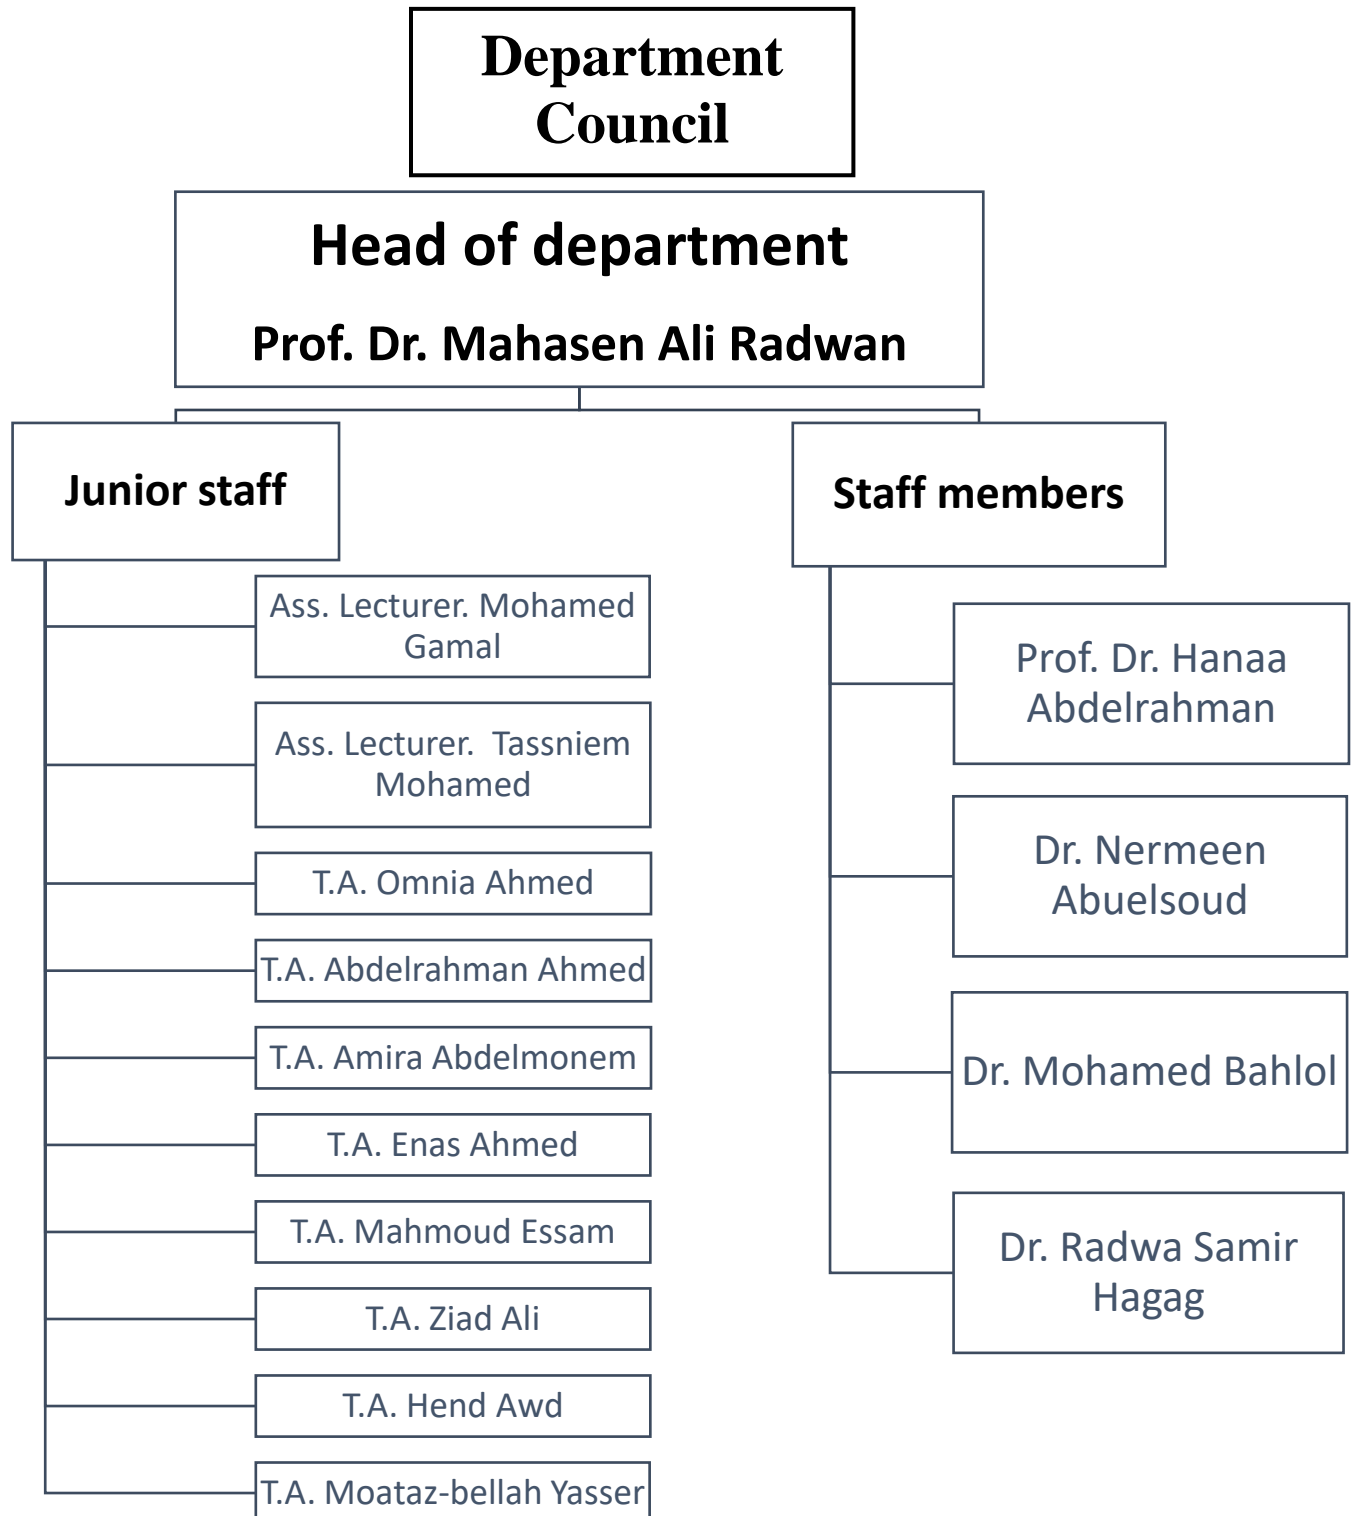 Department
Council
Head of department
Prof. Dr. Mahasen Ali Radwan
Junior staff
Ass. Lecturer. Mohamed
Gamal
Ass. Lecturer.  Tassniem
Mohamed
T.A. Omnia Ahmed
T.A. Abdelrahman Ahmed
T.A. Amira Abdelmonem
T.A. Enas Ahmed
T.A. Mahmoud Essam
T.A. Ziad Ali
T.A. Hend Awd
T.A. Moataz-bellah Yasser
Staff members
Prof. Dr. Hanaa
Abdelrahman
Dr. Nermeen
Abuelsoud
Dr. Mohamed Bahlol
Dr. Radwa Samir
Hagag